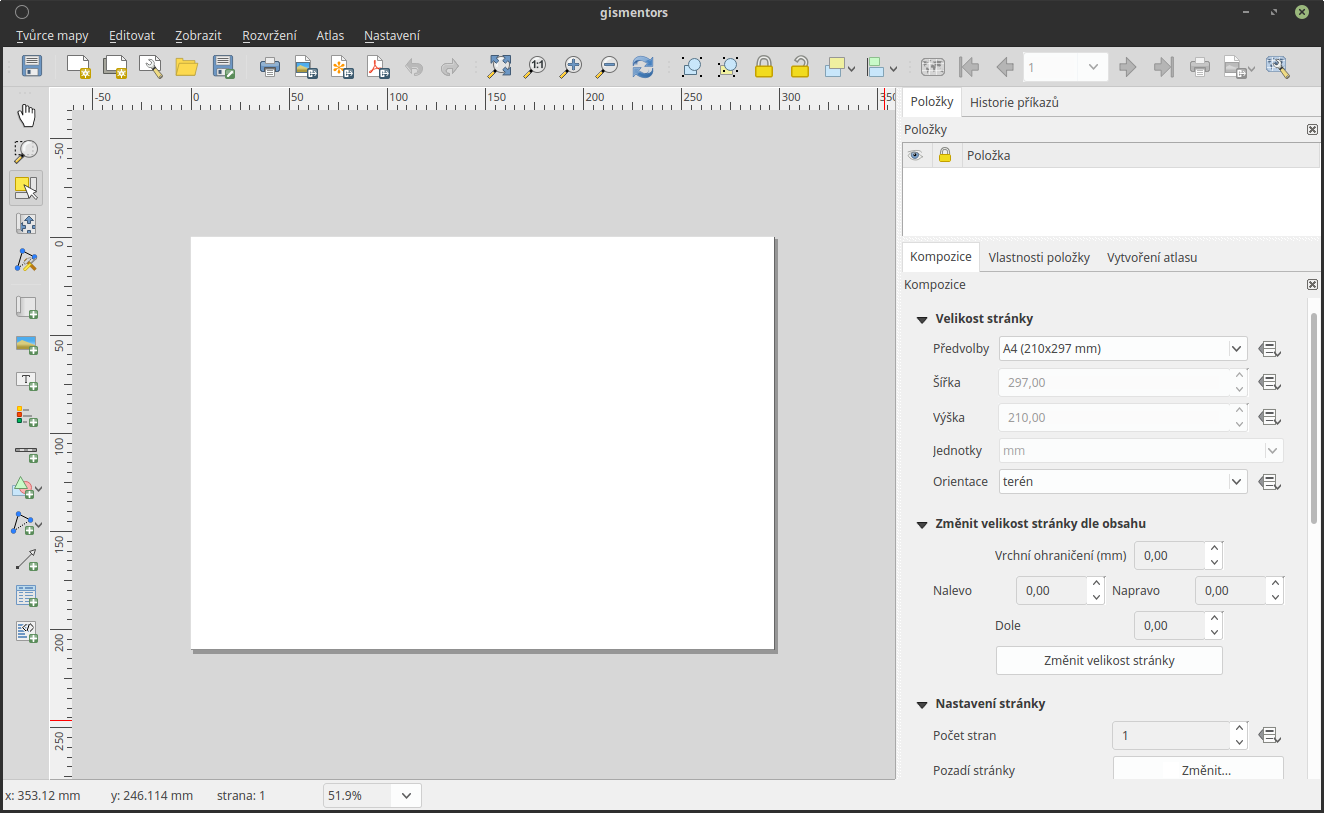 gismentors
Tvůrce mapy Editovat Zobrazit Rozvržení Atlas Nastavení
1:1 1
-50 0 50 100 150 200 250 300 350
-50
0
50
100
150
200
250
T
Položky Historie příkazů
Položky
Položka
Kompozice Vlastnosti položky Vytvoření atlasu
Kompozice
Velikost stránky
Předvolby A4 (210x297 mm)
Šířka 297,00
Výška 210,00
Jednotky mm
Orientace terén
Změnit velikost stránky dle obsahu
Vrchní ohraničení (mm) 0,00
Nalevo 0,00 Napravo 0,00
Dole 0,00
Změnit velikost stránky
Nastavení stránky
Počet stran 1
Pozadí stránky Změnit...
x: 353.12 mm y: 246.114 mm strana: 1 51.9%